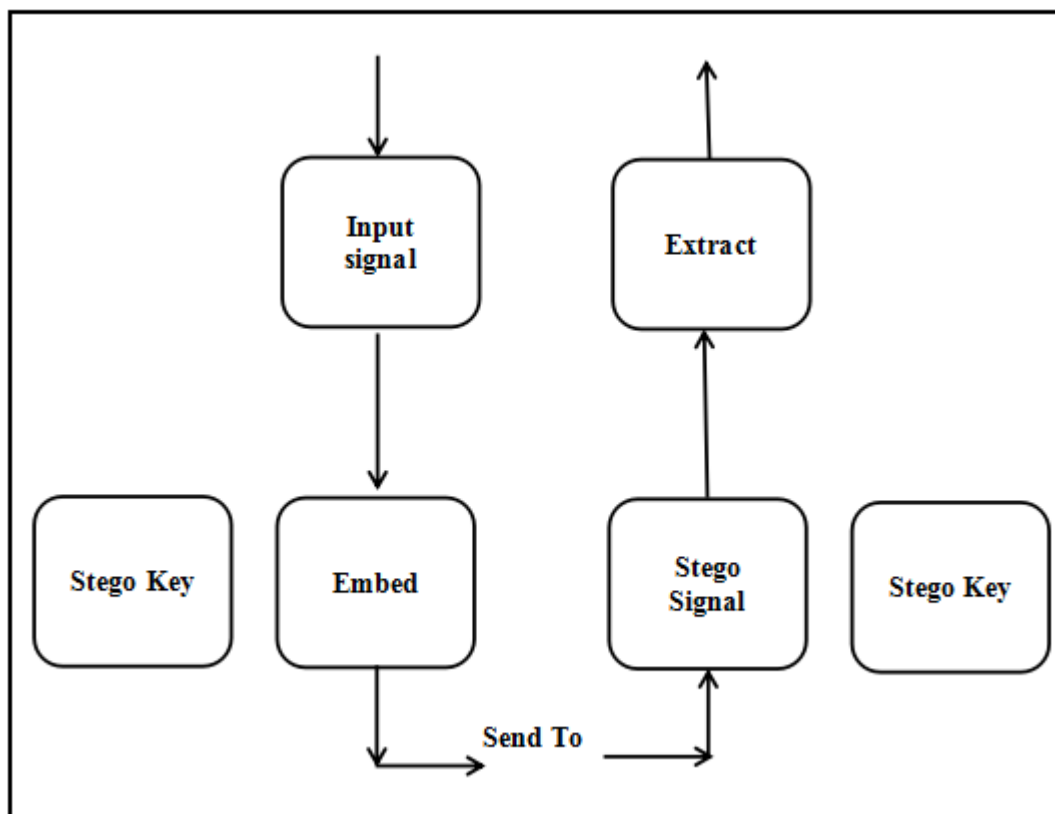 Input
signal
Extract
Stego Key
Embed
Stego
Signal
Stego Key
Send To